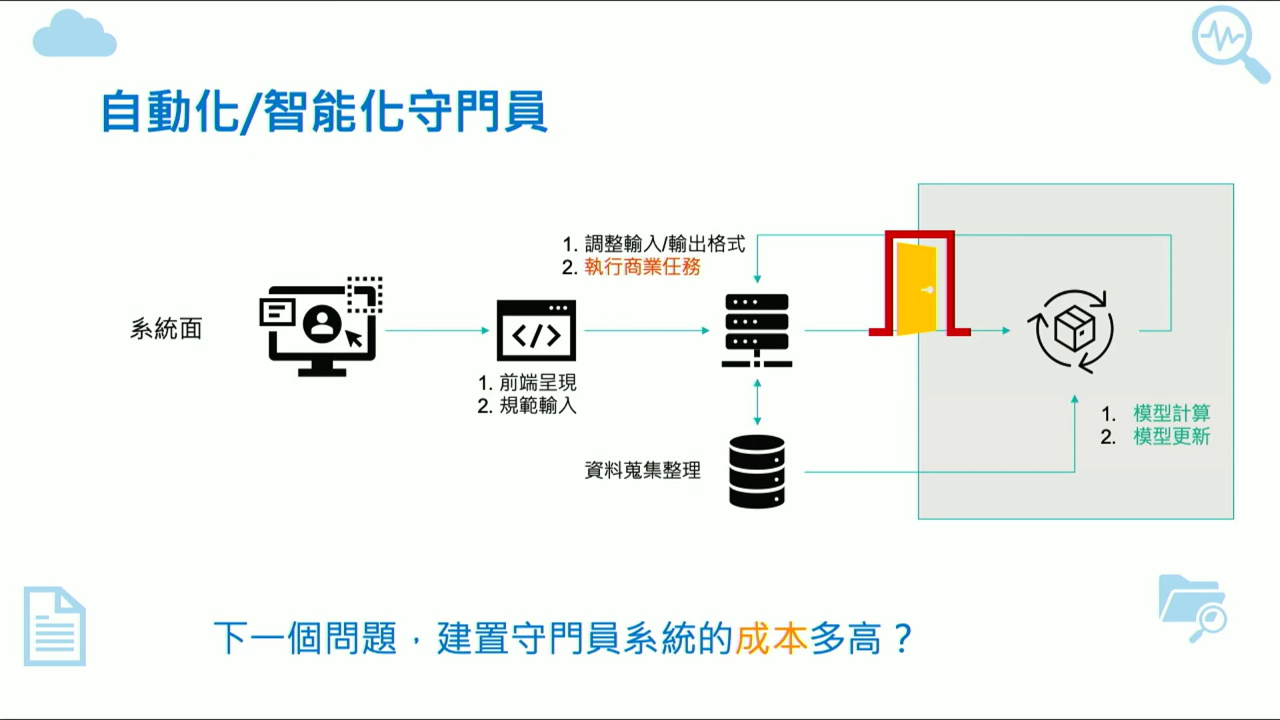 自動化/智能化守門員
1. 調整輸入/輸出格式
2. 執行商業任務
系統面
</>
1. 前端呈現
2. 規範輸入
1. 模型計算
2. 模型更新
資料蒐集整理
下一個問題，建置守門員系統的成本多高？